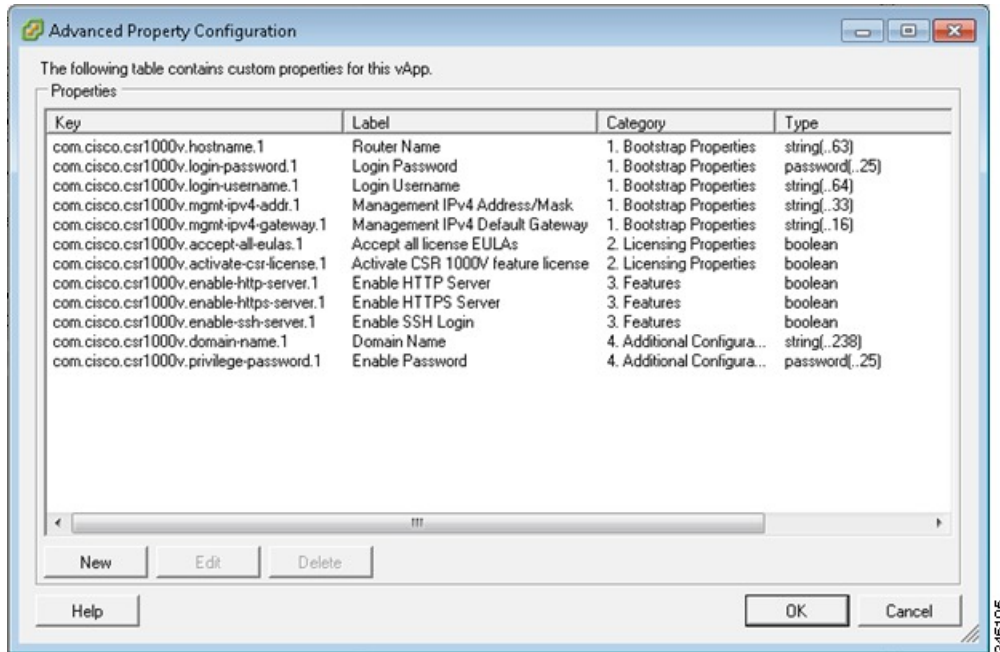 Advanced Property Configuration
The following table contains custom properties for this vApp.
Properties
Key Label Category Type
com.cisco.csr1000v.hostname.1 Router Name 1. Bootstrap Properties string(..63)
com.cisco.csr1000v.login-password.1 Login Password 1. Bootstrap Properties password(..25)
com.cisco.csr1000v.login-username.1 Login Username 1. Bootstrap Properties string(..64)
com.cisco.csr1000v.mgmt-ipv4-addr.1 Management IPv4 Address/Mask 1. Bootstrap Properties string(..33)
com.cisco.csr1000v.mgmt-ipv4-gateway.1 Management IPv4 Default Gateway 1. Bootstrap Properties string(..16)
com.cisco.csr1000v.accept-all-eulas.1 Accept all license EULAs 2. Licensing Properties boolean
com.cisco.csr1000v.activate-csr-license.1 Activate CSR 1000V feature license 2. Licensing Properties boolean
com.cisco.csr1000v.enable-http-server.1 Enable HTTP Server 3. Features boolean
com.cisco.csr1000v.enable-https-server.1 Enable HTTPS Server 3. Features boolean
com.cisco.csr1000v.enable-ssh-server.1 Enable SSH Login 3. Features boolean
com.cisco.csr1000v.domain-name.1 Domain Name 4. Additional Configura... string(..238)
com.cisco.csr1000v.privilege-password.1 Enable Password 4. Additional Configura... password(..25)
New Edit Delete
Help OK Cancel